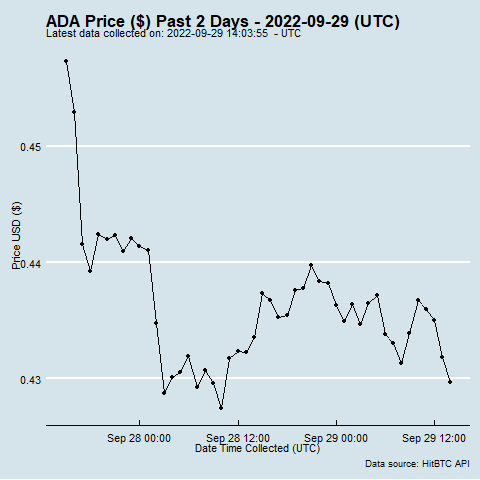 ADA Price ($) Past 2 Days - 2022-09-29 (UTC)
Latest data collected on: 2022-09-29 14:03:55 - UTC
Price USD ($)
0.45
0.44
0.43
Sep 28 00:00 Sep 28 12:00 Sep 29 00:00 Sep 29 12:00
Date Time Collected (UTC)
Data source: HitBTC API